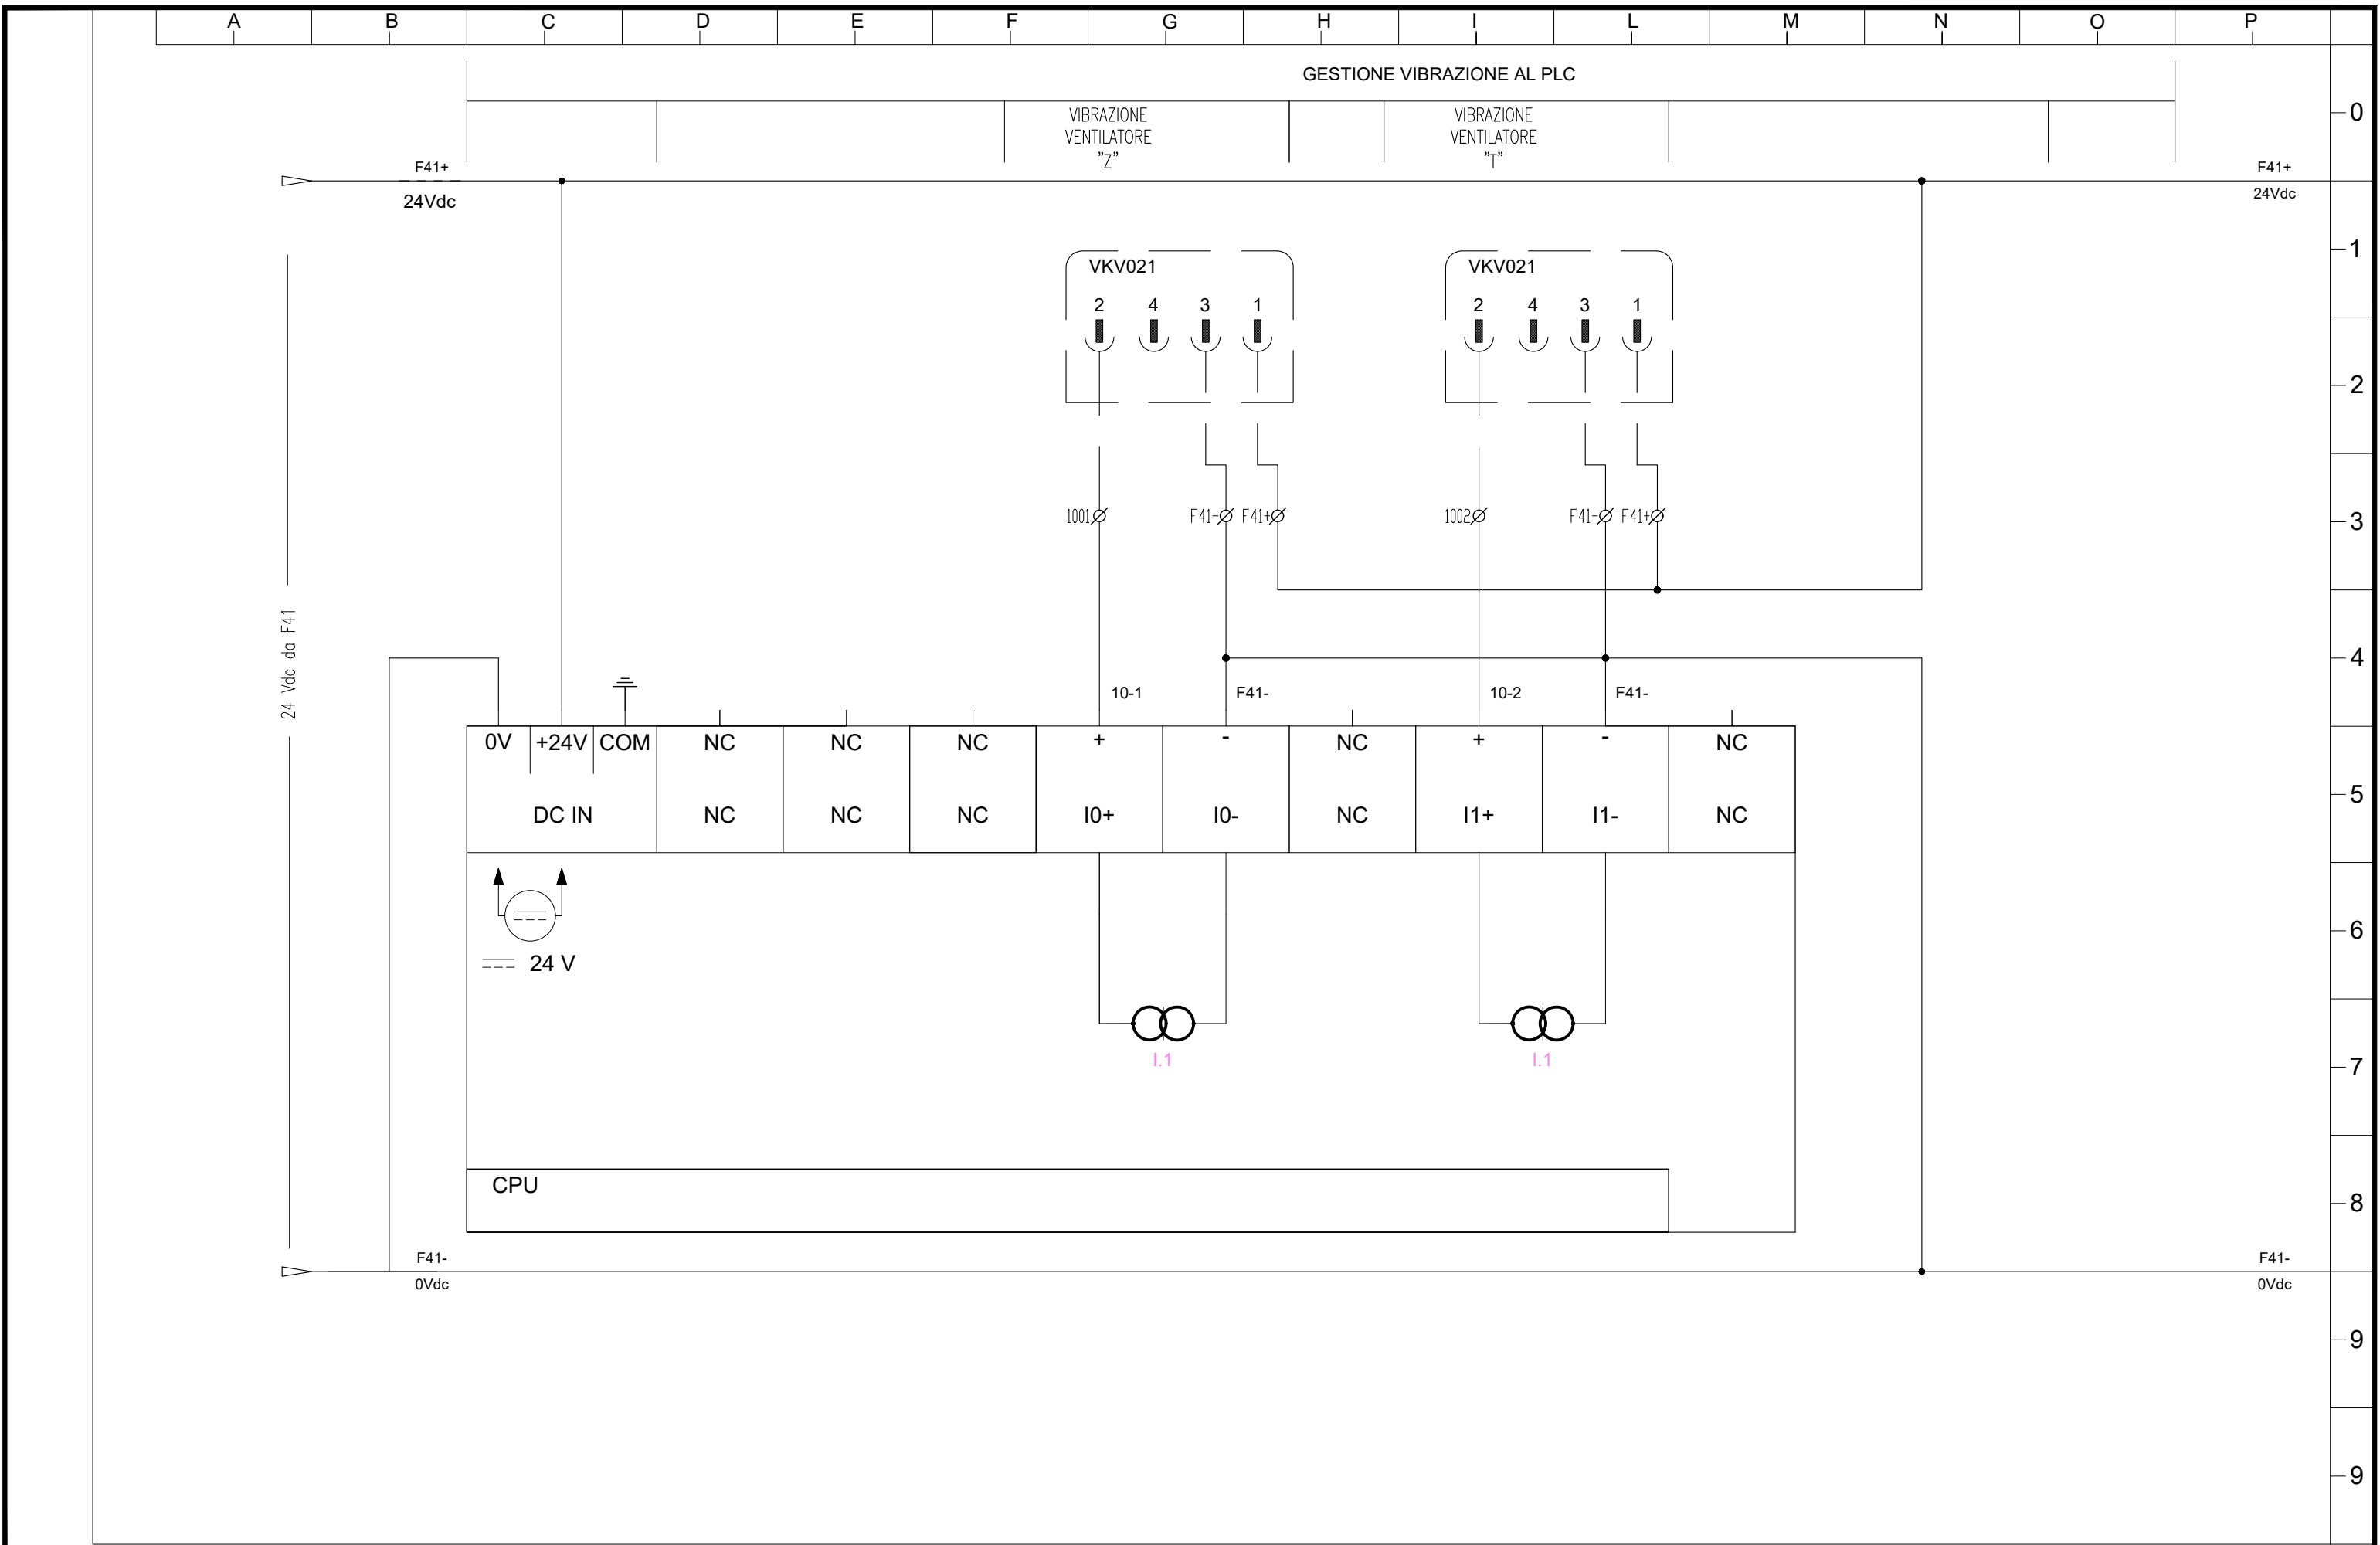 A B C D E F G H I L M N O P
GESTIONE VIBRAZIONE AL PLC
0
VIBRAZIONE
VENTILATORE
"Z"
VIBRAZIONE
VENTILATORE
"T"
F41+
24Vdc
F41+
24Vdc
1
VKV021
2 4 3 1
VKV021
2 4 3 1
2
1001 F41- F41+
1002 F41- F41+
3
24 Vdc da F41
4
10-1 F41- 10-2 F41-
0V +24V COM NC NC NC + - NC + - NC
DC IN NC NC NC I0+ I0- NC I1+ I1- NC
5
6
24 V
I.1
I.1
7
CPU
8
F41-
0Vdc
F41-
0Vdc
9
9